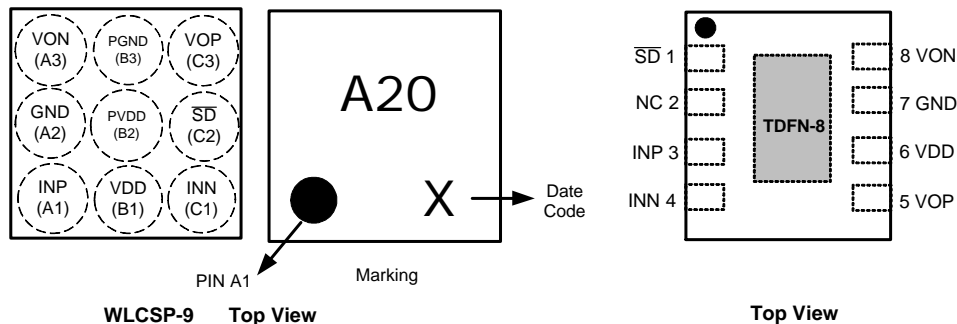 VON
(A3)
PGND
(B3)
VOP
(C3)
GND
(A2)
PVDD
(B2)
S̅D̅
(C2)
INP
(A1)
VDD
(B1)
INN
(C1)
A20
X
Date
Code
PIN A1
Marking
WLCSP-9 Top View
S̅D̅ 1
NC 2
INP 3
INN 4
TDFN-8
8 VON
7 GND
6 VDD
5 VOP
Top View